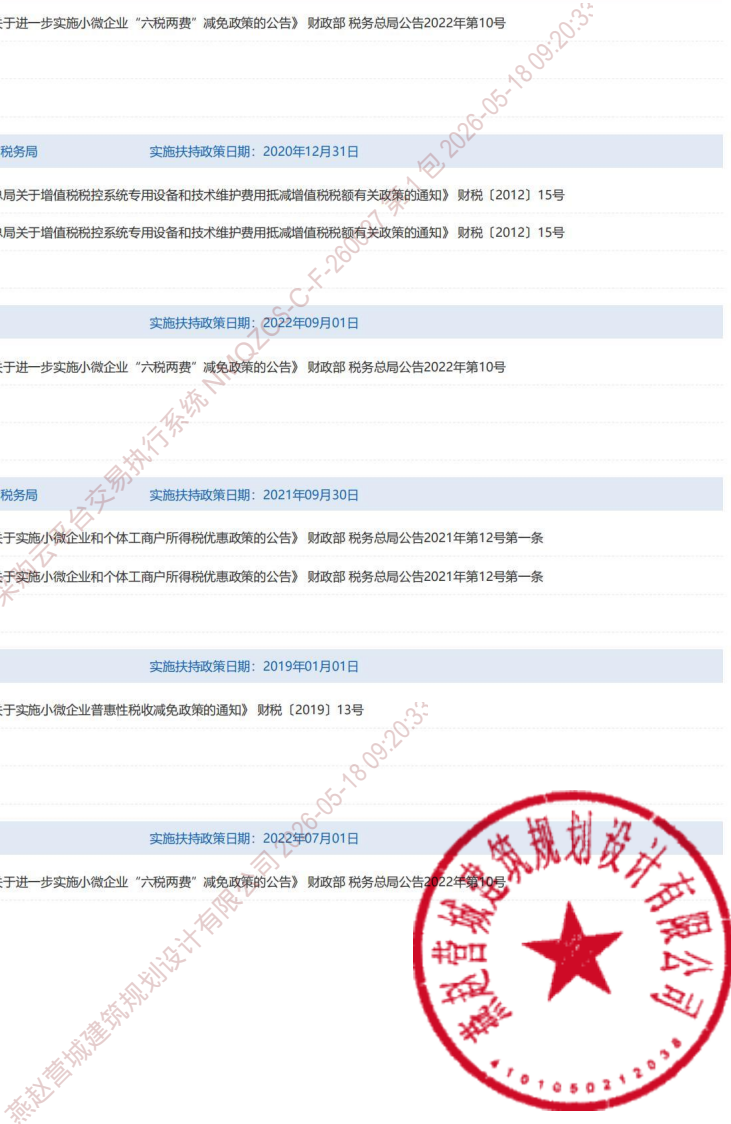 关于进一步实施小微企业“六税两费”减免政策的公告》 财政部 税务总局公告2022年第10号
税务局 实施扶持政策日期：2020年12月31日
总局关于增值税税控系统专用设备和技术维护费用抵减增值税税额有关政策的通知》 财税〔2012〕15号
总局关于增值税税控系统专用设备和技术维护费用抵减增值税税额有关政策的通知》 财税〔2012〕15号
实施扶持政策日期：2022年09月01日
关于进一步实施小微企业“六税两费”减免政策的公告》 财政部 税务总局公告2022年第10号
税务局 实施扶持政策日期：2021年09月30日
关于实施小微企业和个体工商户所得税优惠政策的公告》 财政部 税务总局公告2021年第12号第一条
关于实施小微企业和个体工商户所得税优惠政策的公告》 财政部 税务总局公告2021年第12号第一条
实施扶持政策日期：2019年01月01日
关于实施小微企业普惠性税收减免政策的通知》 财税〔2019〕13号
实施扶持政策日期：2022年07月01日
关于进一步实施小微企业“六税两费”减免政策的公告》 财政部 税务总局公告2022年第10号
采购云平台交易执行系统 NMQZCS-C-F-260027 第 1 包 2026-05-18 09:20:33
燕赵营城建筑规划设计有限公司 2026-05-18 09:20:33
燕赵营城建筑规划设计有限公司
4101050212038